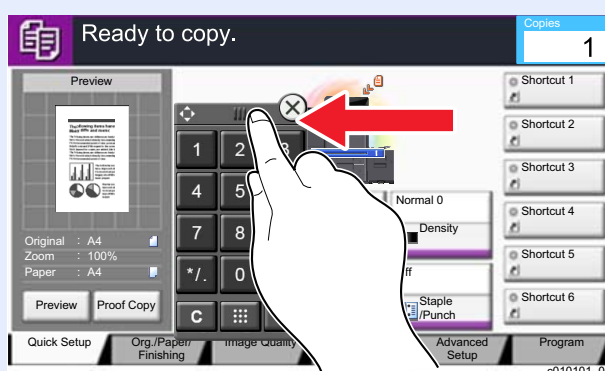 Ready to copy.
Copies
1
Preview
Shortcut 1
Shortcut 2
Shortcut 3
Shortcut 4
Shortcut 5
Shortcut 6
1
2
3
4
5
7
8
*/.
0
C
Normal 0
Density
ff
Staple
/Punch
Original : A4
Zoom : 100%
Paper : A4
Preview
Proof Copy
Quick Setup
Org./Paper/
Finishing
Image Quality
Advanced
Setup
Program